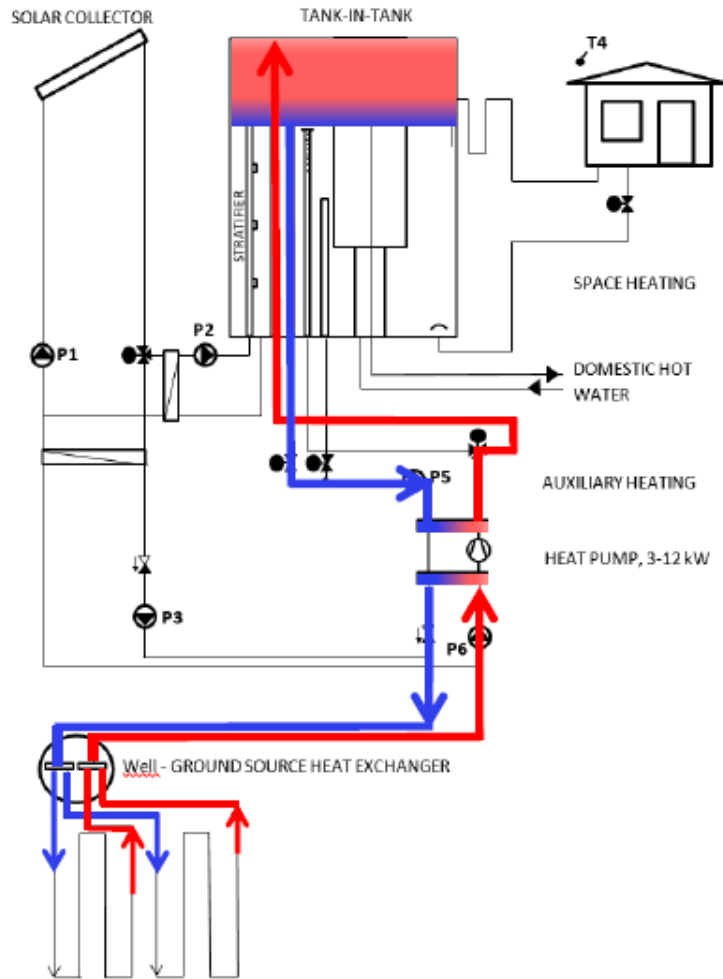 SOLAR COLLECTOR
TANK-IN-TANK
T4
STRATIFIER
SPACE HEATING
P2
P1
DOMESTIC HOT
WATER
P5
AUXILIARY HEATING
HEAT PUMP, 3-12 kW
P3
P6
Well - GROUND SOURCE HEAT EXCHANGER